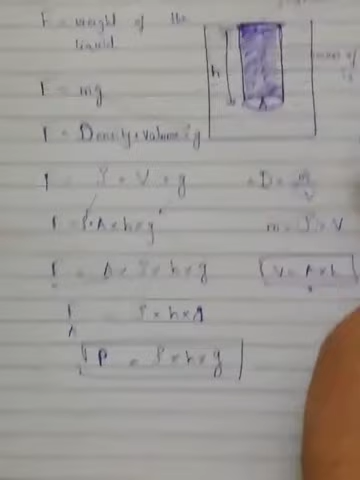 F = weight of the
liquid
h
A
F = mg
F = Density × volume × g
F = ρ × V × g
D = m
V
F = ρ × A × h × g
m = ρ × V
F = A × ρ × h × g
V = A × h
F
A
= ρ × h × g
P = ρ × h × g